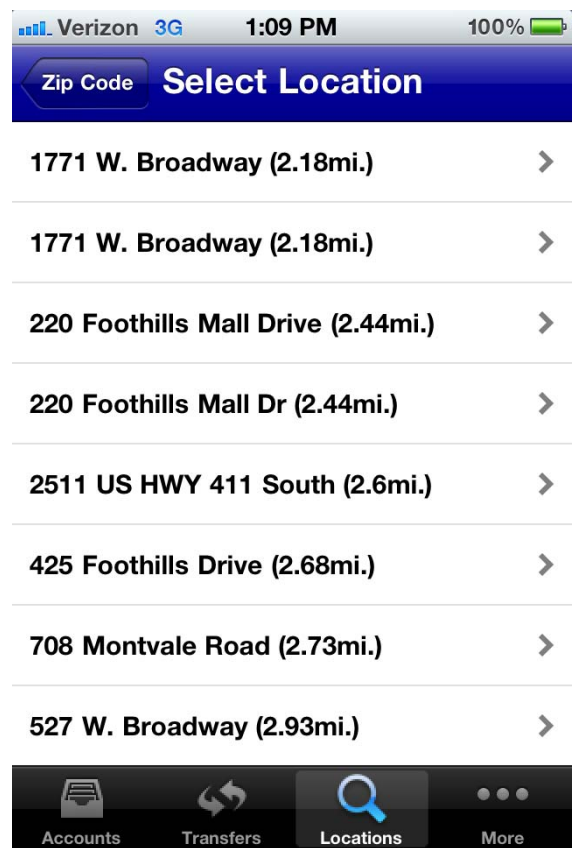 Verizon 3G 1:09 PM 100%
Zip Code Select Location
1771 W. Broadway (2.18mi.)
1771 W. Broadway (2.18mi.)
220 Foothills Mall Drive (2.44mi.)
220 Foothills Mall Dr (2.44mi.)
2511 US HWY 411 South (2.6mi.)
425 Foothills Drive (2.68mi.)
708 Montvale Road (2.73mi.)
527 W. Broadway (2.93mi.)
Accounts Transfers Locations More